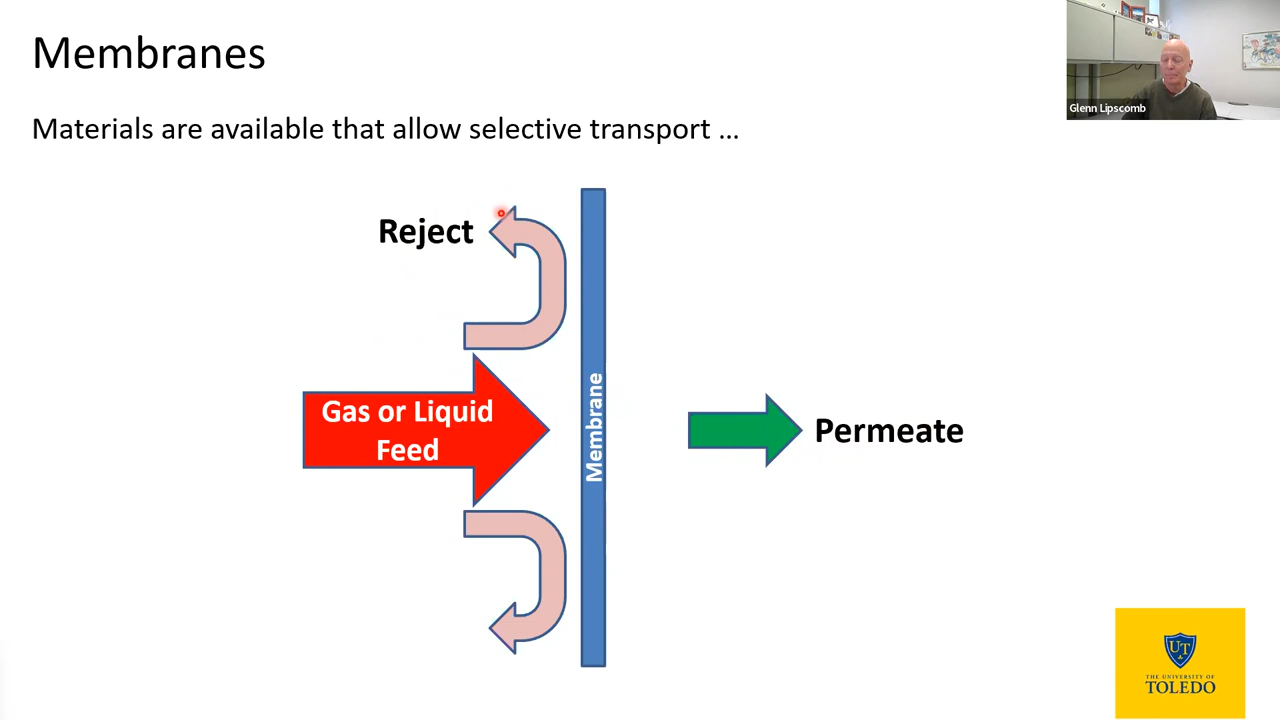 Membranes
Glenn Lipscomb
Materials are available that allow selective transport ...
Reject
Gas or Liquid
Feed
Membrane
Permeate
UT
THE UNIVERSITY OF
TOLEDO